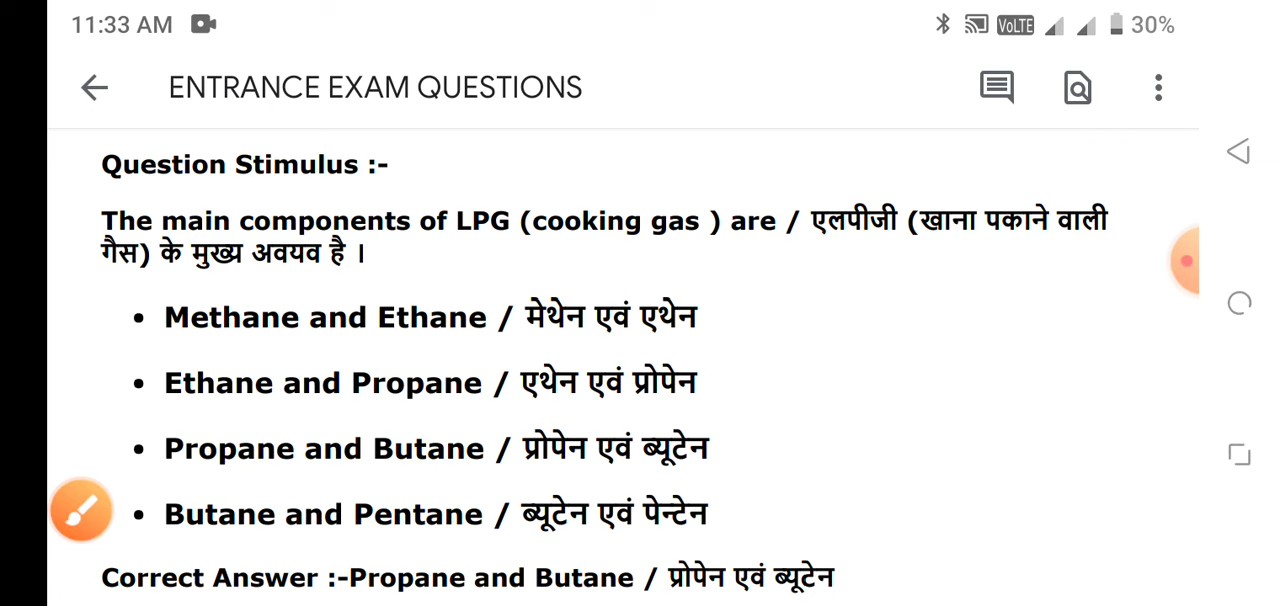 11:33 AM VoLTE 30%
ENTRANCE EXAM QUESTIONS
Question Stimulus :-
The main components of LPG (cooking gas ) are / एलपीजी (खाना पकाने वाली
गैस) के मुख्य अवयव है ।
• Methane and Ethane / मेथेन एवं एथेन
• Ethane and Propane / एथेन एवं प्रोपेन
• Propane and Butane / प्रोपेन एवं ब्यूटेन
• Butane and Pentane / ब्यूटेन एवं पेन्टेन
Correct Answer :-Propane and Butane / प्रोपेन एवं ब्यूटेन